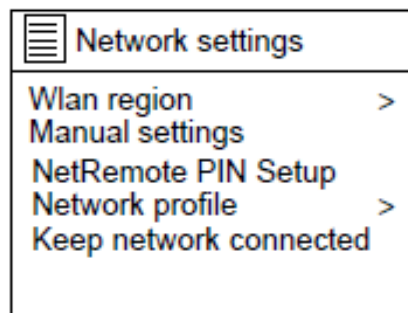 Network settings
Wlan region >
Manual settings
NetRemote PIN Setup
Network profile >
Keep network connected